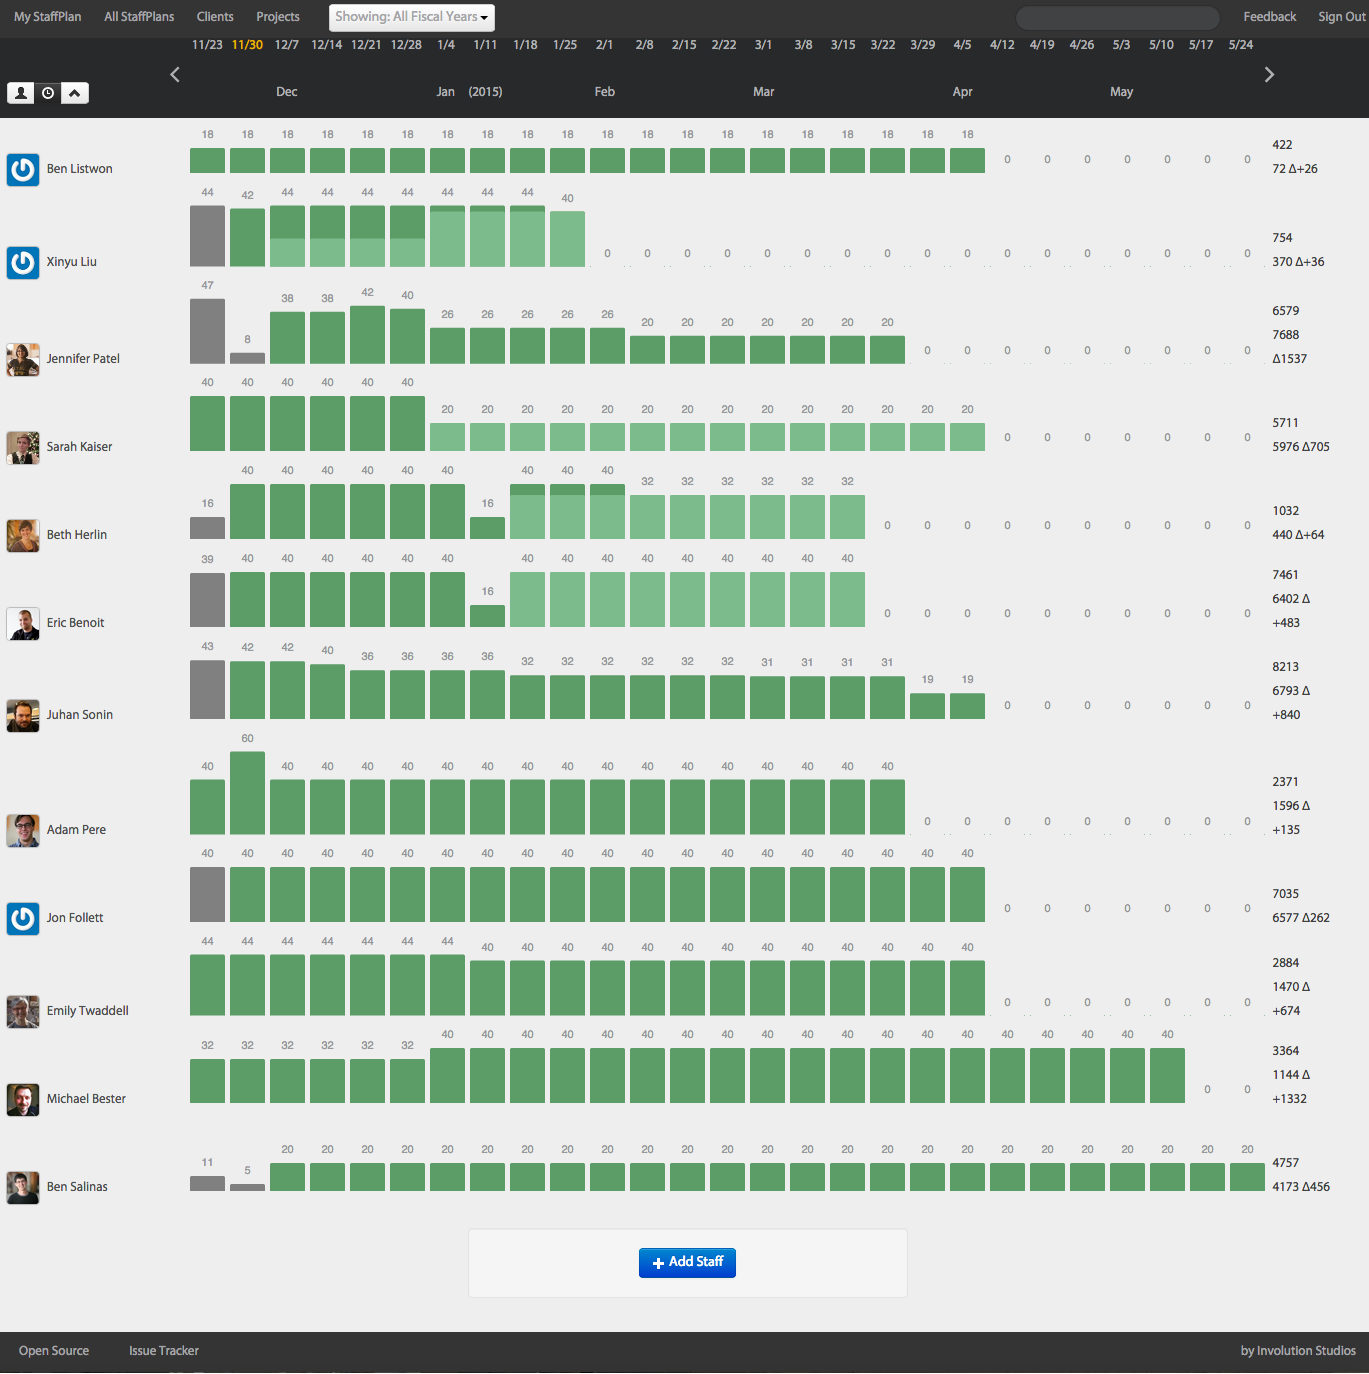 My StaffPlan All StaffPlans Clients Projects Showing: All Fiscal Years Feedback Sign Out
11/23 11/30 12/7 12/14 12/21 12/28 1/4 1/11 1/18 1/25 2/1 2/8 2/15 2/22 3/1 3/8 3/15 3/22 3/29 4/5 4/12 4/19 4/26 5/3 5/10 5/17 5/24
Dec Jan (2015) Feb Mar Apr May
18 18 18 18 18 18 18 18 18 18 18 18 18 18 18 18 18 18 18 18 0 0 0 0 0 0 0
Ben Listwon
422
72 Δ+26
44 42 44 44 44 44 44 44 44 40 0 0 0 0 0 0 0 0 0 0 0 0 0 0 0 0 0
Xinyu Liu
754
370 Δ+36
47 8 38 38 42 40 26 26 26 26 26 20 20 20 20 20 20 20 0 0 0 0 0 0 0 0 0
Jennifer Patel
6579
7688
Δ1537
40 40 40 40 40 40 20 20 20 20 20 20 20 20 20 20 20 20 20 20 0 0 0 0 0 0 0
Sarah Kaiser
5711
5976 Δ705
16 40 40 40 40 40 40 16 40 40 40 32 32 32 32 32 32 0 0 0 0 0 0 0 0 0 0
Beth Herlin
1032
440 Δ+64
39 40 40 40 40 40 40 16 40 40 40 40 40 40 40 40 40 0 0 0 0 0 0 0 0 0 0
Eric Benoit
7461
6402 Δ
+483
43 42 42 40 36 36 36 36 32 32 32 32 32 32 31 31 31 31 19 19 0 0 0 0 0 0 0
Juhan Sonin
8213
6793 Δ
+840
40 60 40 40 40 40 40 40 40 40 40 40 40 40 40 40 40 40 0 0 0 0 0 0 0 0 0
Adam Pere
2371
1596 Δ
+135
40 40 40 40 40 40 40 40 40 40 40 40 40 40 40 40 40 40 40 40 0 0 0 0 0 0 0
Jon Follett
7035
6577 Δ262
44 44 44 44 44 44 44 40 40 40 40 40 40 40 40 40 40 40 40 40 0 0 0 0 0 0 0
Emily Twaddell
2884
1470 Δ
+674
32 32 32 32 32 32 40 40 40 40 40 40 40 40 40 40 40 40 40 40 40 40 40 40 40 0 0
Michael Bester
3364
1144 Δ
+1332
11 5 20 20 20 20 20 20 20 20 20 20 20 20 20 20 20 20 20 20 20 20 20 20 20 20 20
Ben Salinas
4757
4173 Δ456
+ Add Staff
Open Source Issue Tracker by Involution Studios